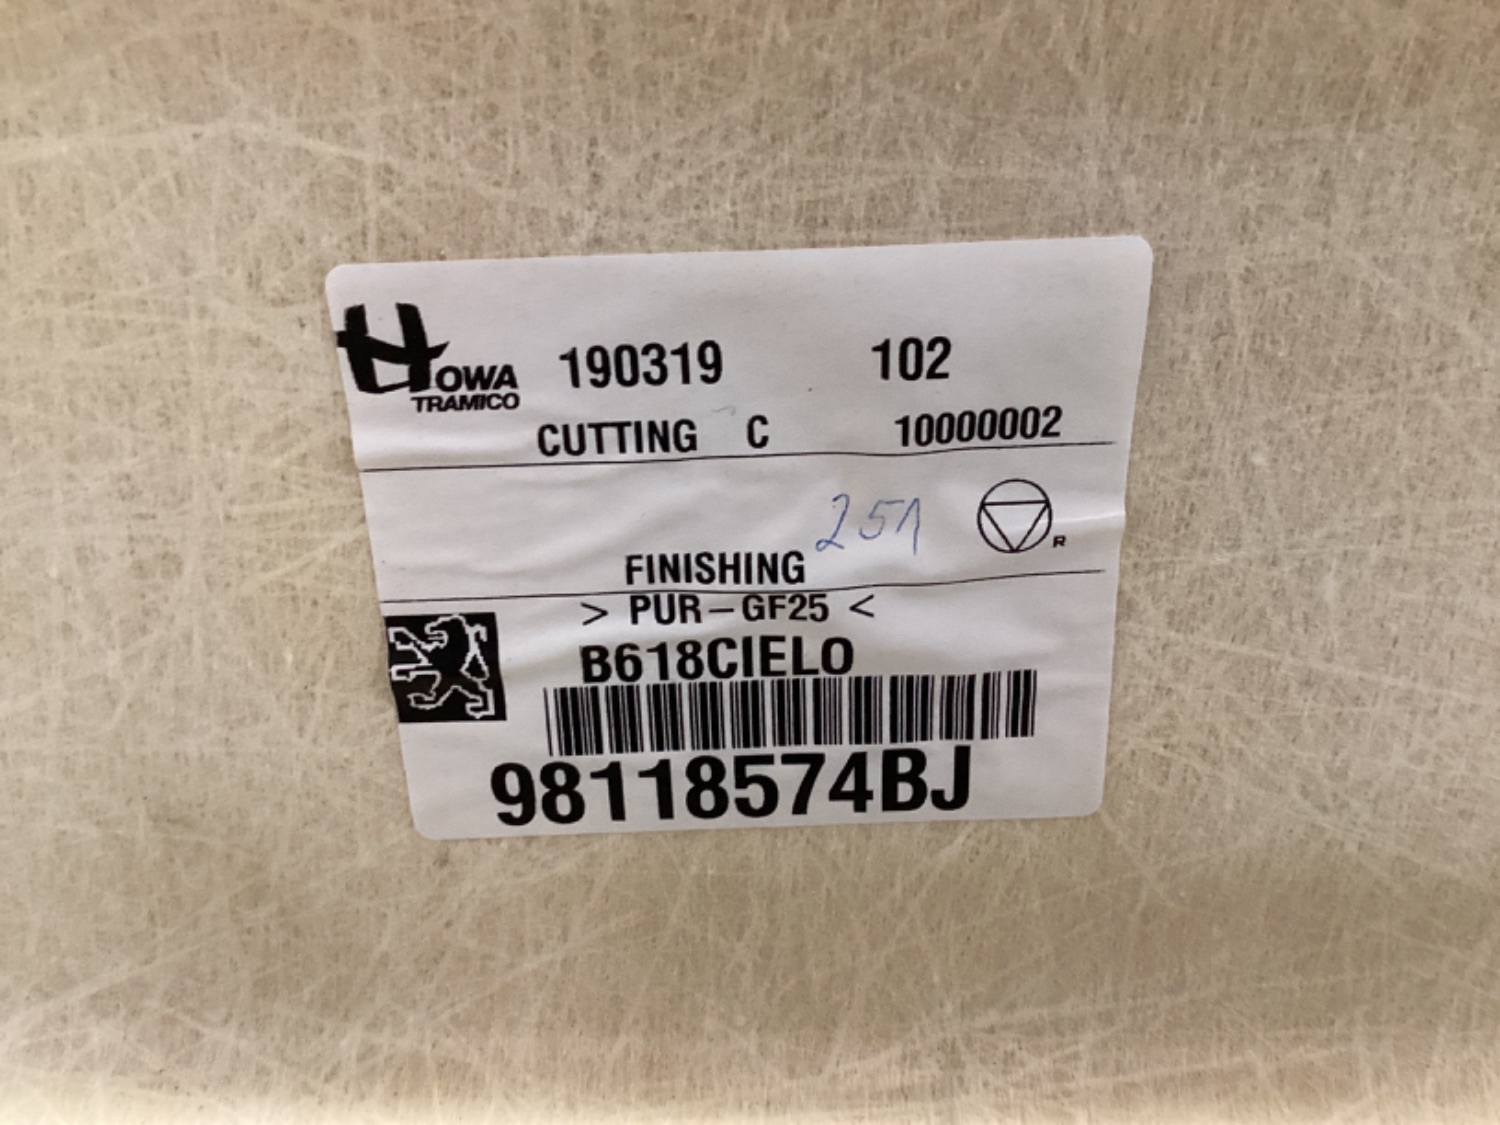 HOWA
TRAMICO
190319 102
CUTTING C 10000002
251
R
FINISHING
> PUR-GF25 <
B618CIELO
98118574BJ